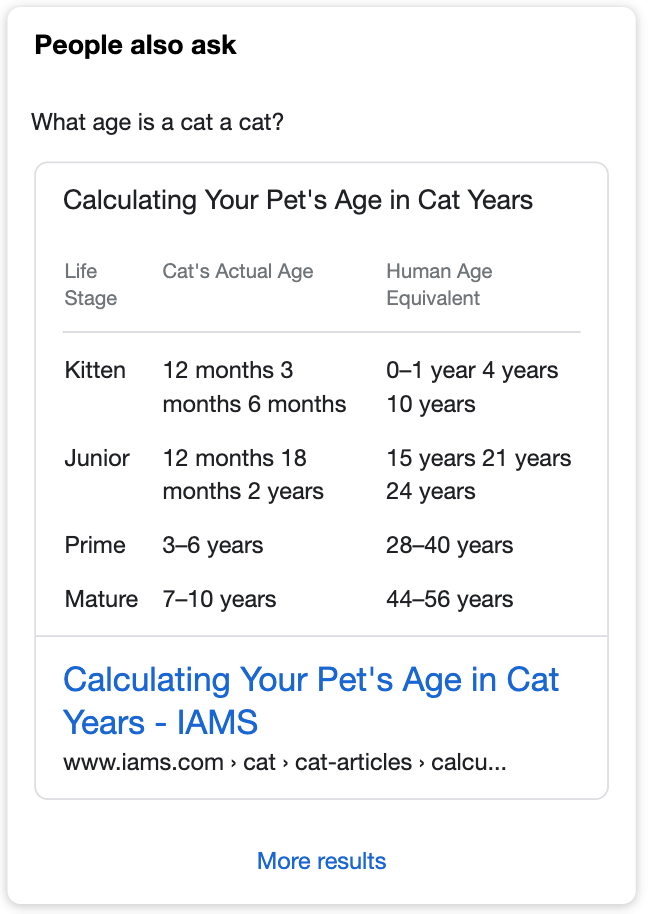 People also ask
What age is a cat a cat?
Calculating Your Pet's Age in Cat Years
Life Stage
Cat's Actual Age
Human Age Equivalent
Kitten
12 months 3
months 6 months
0–1 year 4 years
10 years
Junior
12 months 18
months 2 years
15 years 21 years
24 years
Prime
3–6 years
28–40 years
Mature
7–10 years
44–56 years
Calculating Your Pet's Age in Cat
Years - IAMS
www.iams.com › cat › cat-articles › calcu...
More results